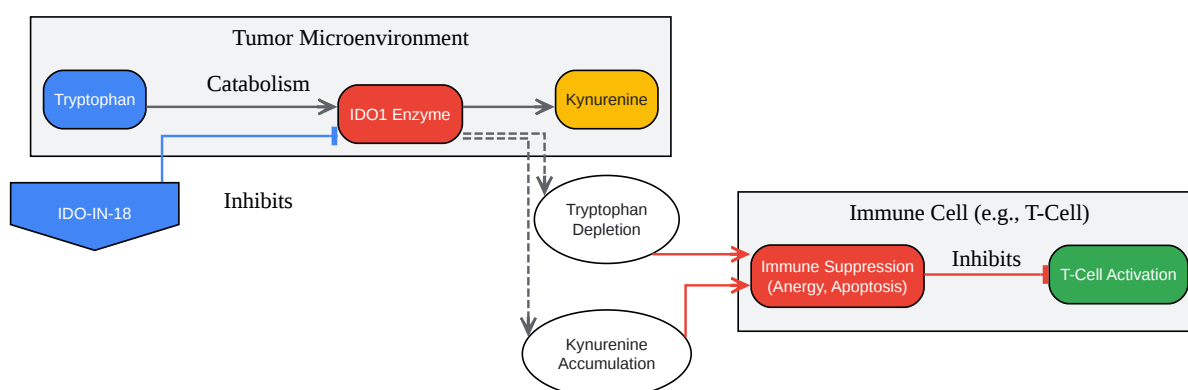 Tumor Microenvironment
Catabolism
Tryptophan
IDO1 Enzyme
Kynurenine
IDO-IN-18
Inhibits
Tryptophan
Depletion
Immune Cell (e.g., T-Cell)
Immune Suppression
(Anergy, Apoptosis)
Inhibits
T-Cell Activation
Kynurenine
Accumulation